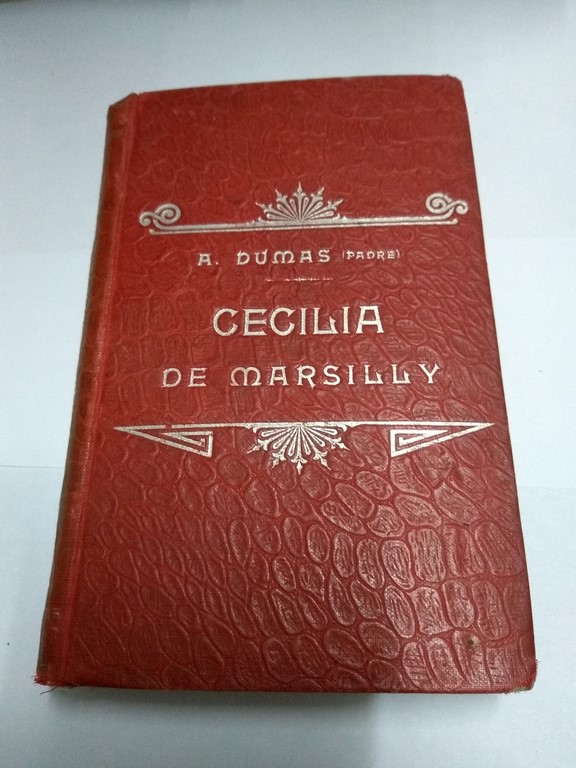 A. DUMAS (PADRE)
CECILIA
DE MARSILLY